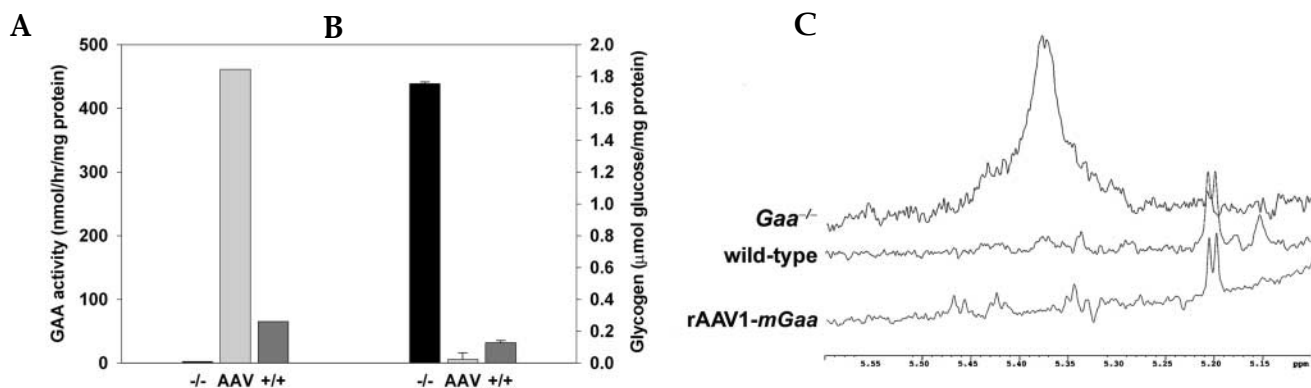 A
B
C
GAA activity (nmol/hr/mg protein)
500
400
300
200
100
0
-/- AAV +/+
-/- AAV +/+
2.0
1.8
1.6
1.4
1.2
1.0
0.8
0.6
0.4
0.2
0.0
Glycogen (μmol glucose/mg protein)
Gaa-/-
wild-type
rAAV1-mGaa
5.55 5.50 5.45 5.40 5.35 5.30 5.25 5.20 5.15 ppm